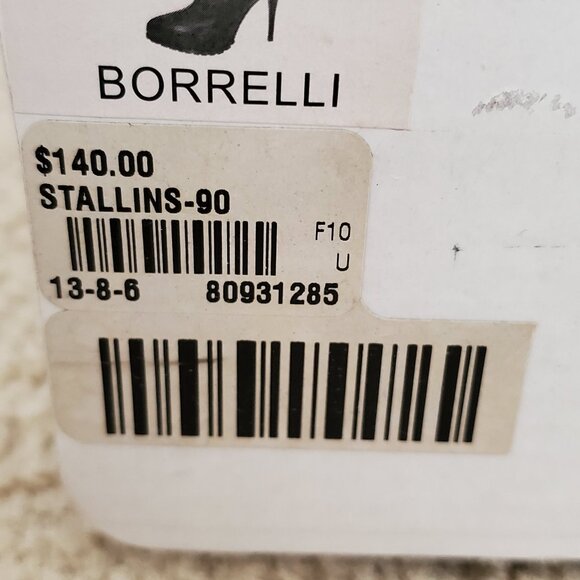 BORRELLI
$140.00
STALLINS-90
F10
U
13-8-6 80931285